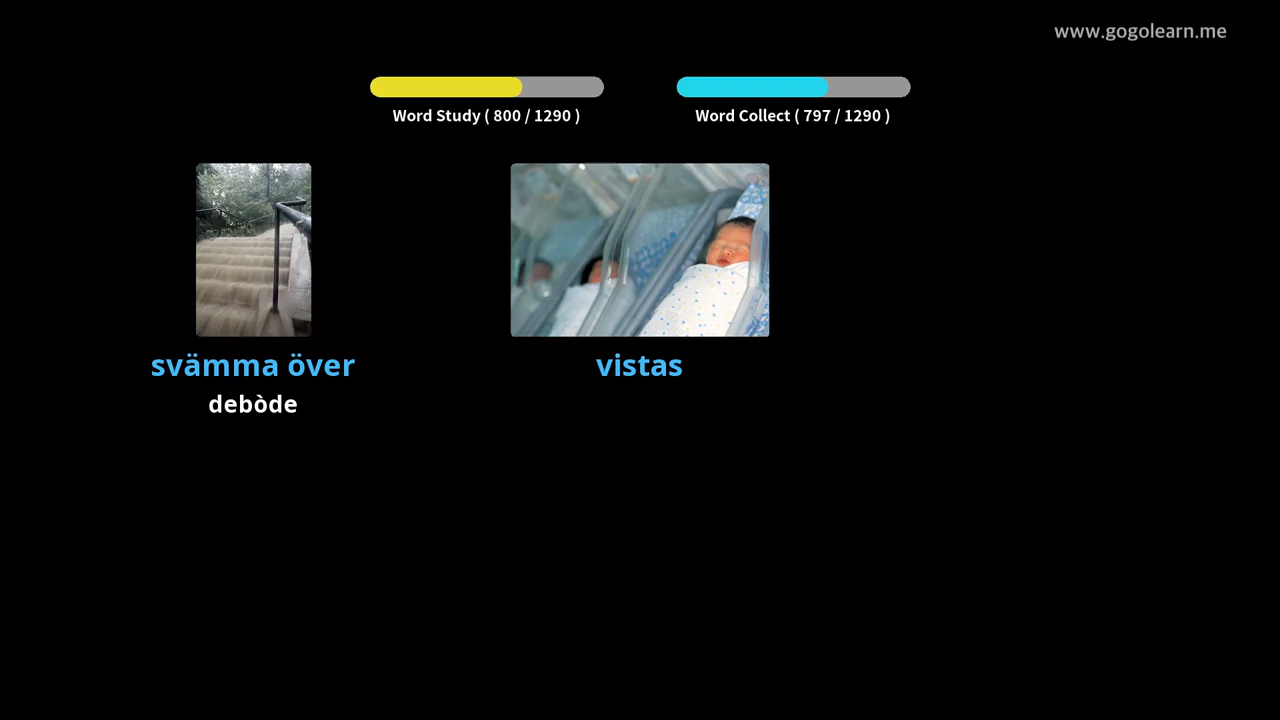 www.gogolearn.me
Word Study ( 800 / 1290 )
Word Collect ( 797 / 1290 )
svämma över
debòde
vistas